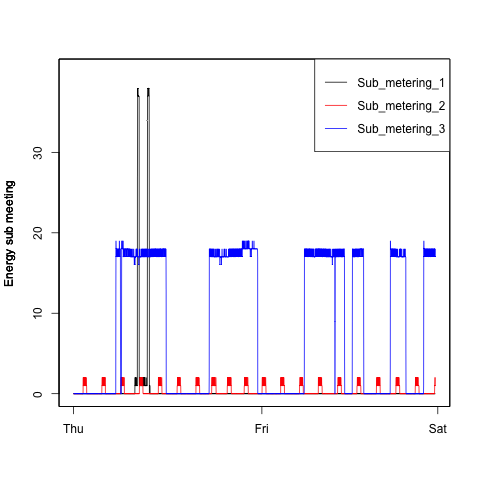 Sub_metering_1
Sub_metering_2
Sub_metering_3
Energy sub meeting
30
20
10
0
Thu Fri Sat